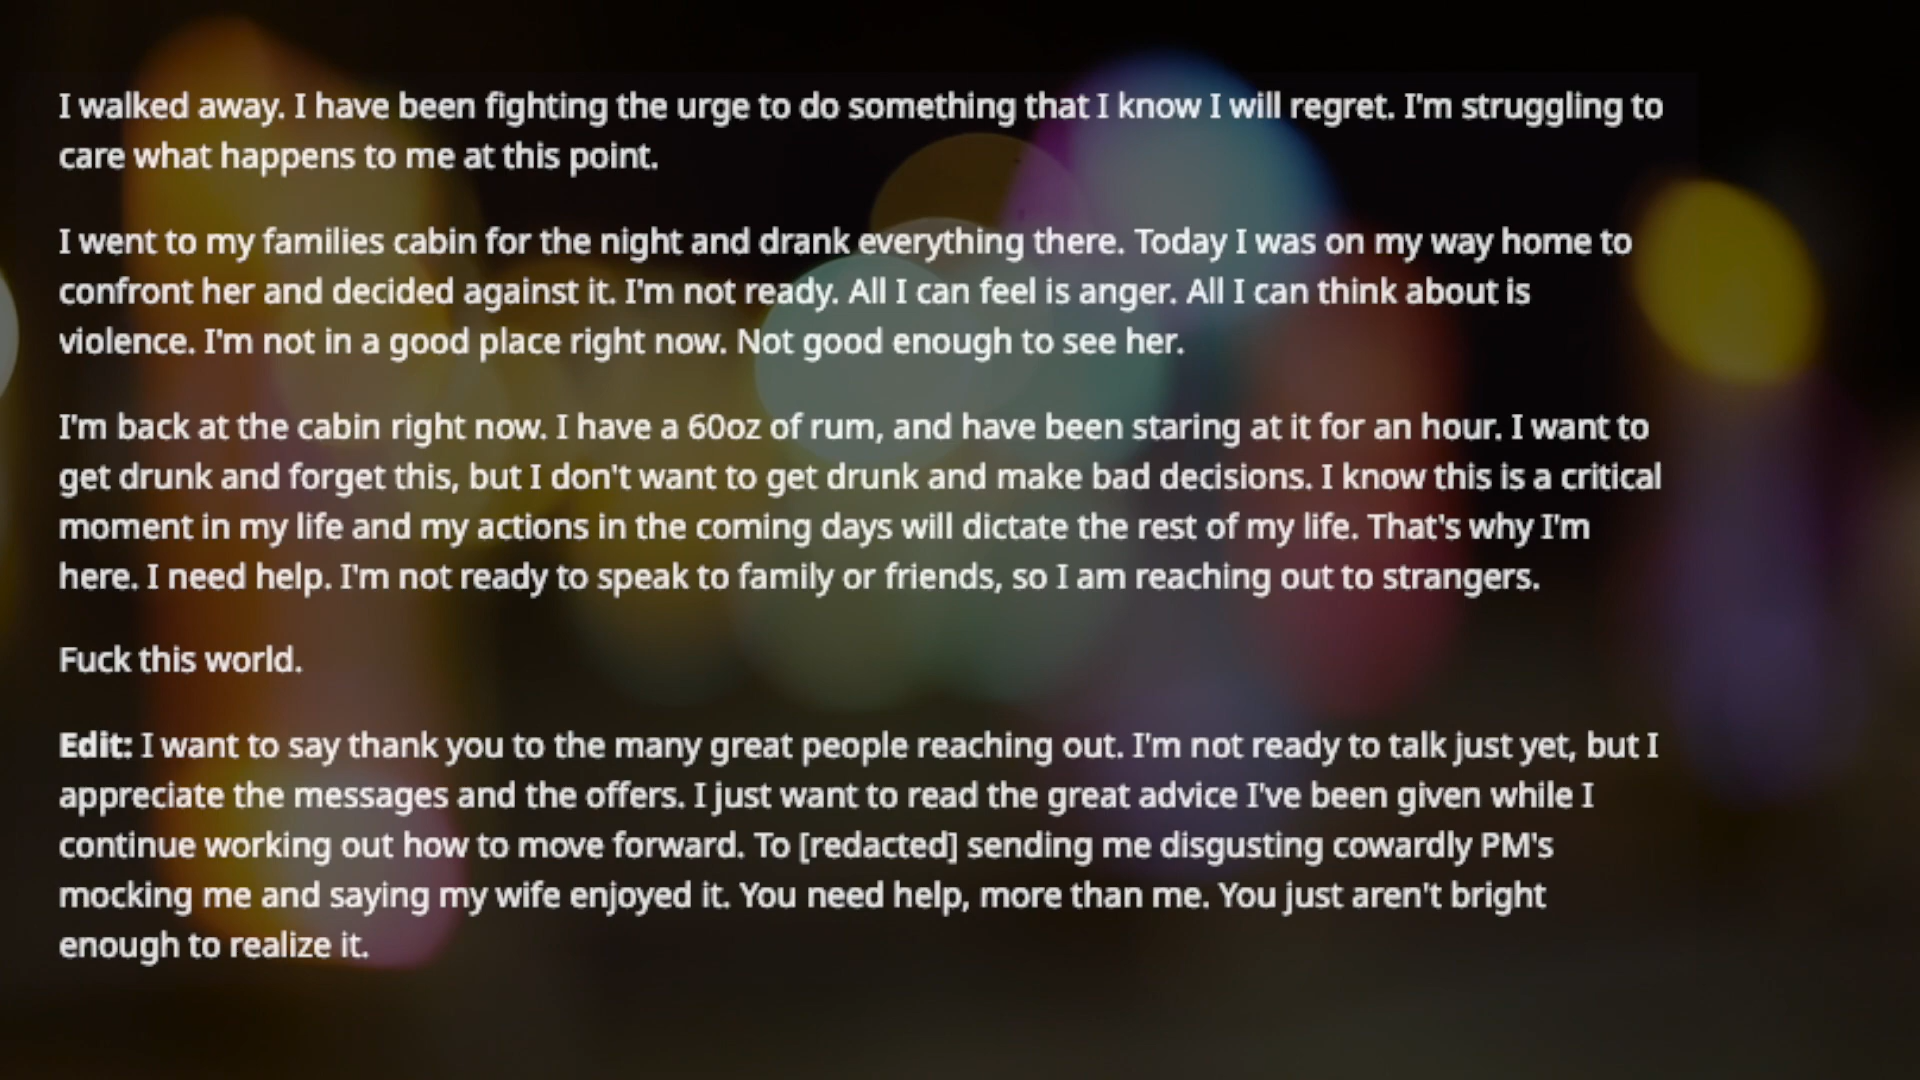 I walked away. I have been fighting the urge to do something that I know I will regret. I'm struggling to
care what happens to me at this point.
I went to my families cabin for the night and drank everything there. Today I was on my way home to
confront her and decided against it. I'm not ready. All I can feel is anger. All I can think about is
violence. I'm not in a good place right now. Not good enough to see her.
I'm back at the cabin right now. I have a 60oz of rum, and have been staring at it for an hour. I want to
get drunk and forget this, but I don't want to get drunk and make bad decisions. I know this is a critical
moment in my life and my actions in the coming days will dictate the rest of my life. That's why I'm
here. I need help. I'm not ready to speak to family or friends, so I am reaching out to strangers.
Fuck this world.
Edit: I want to say thank you to the many great people reaching out. I'm not ready to talk just yet, but I
appreciate the messages and the offers. I just want to read the great advice I've been given while I
continue working out how to move forward. To [redacted] sending me disgusting cowardly PM's
mocking me and saying my wife enjoyed it. You need help, more than me. You just aren't bright
enough to realize it.